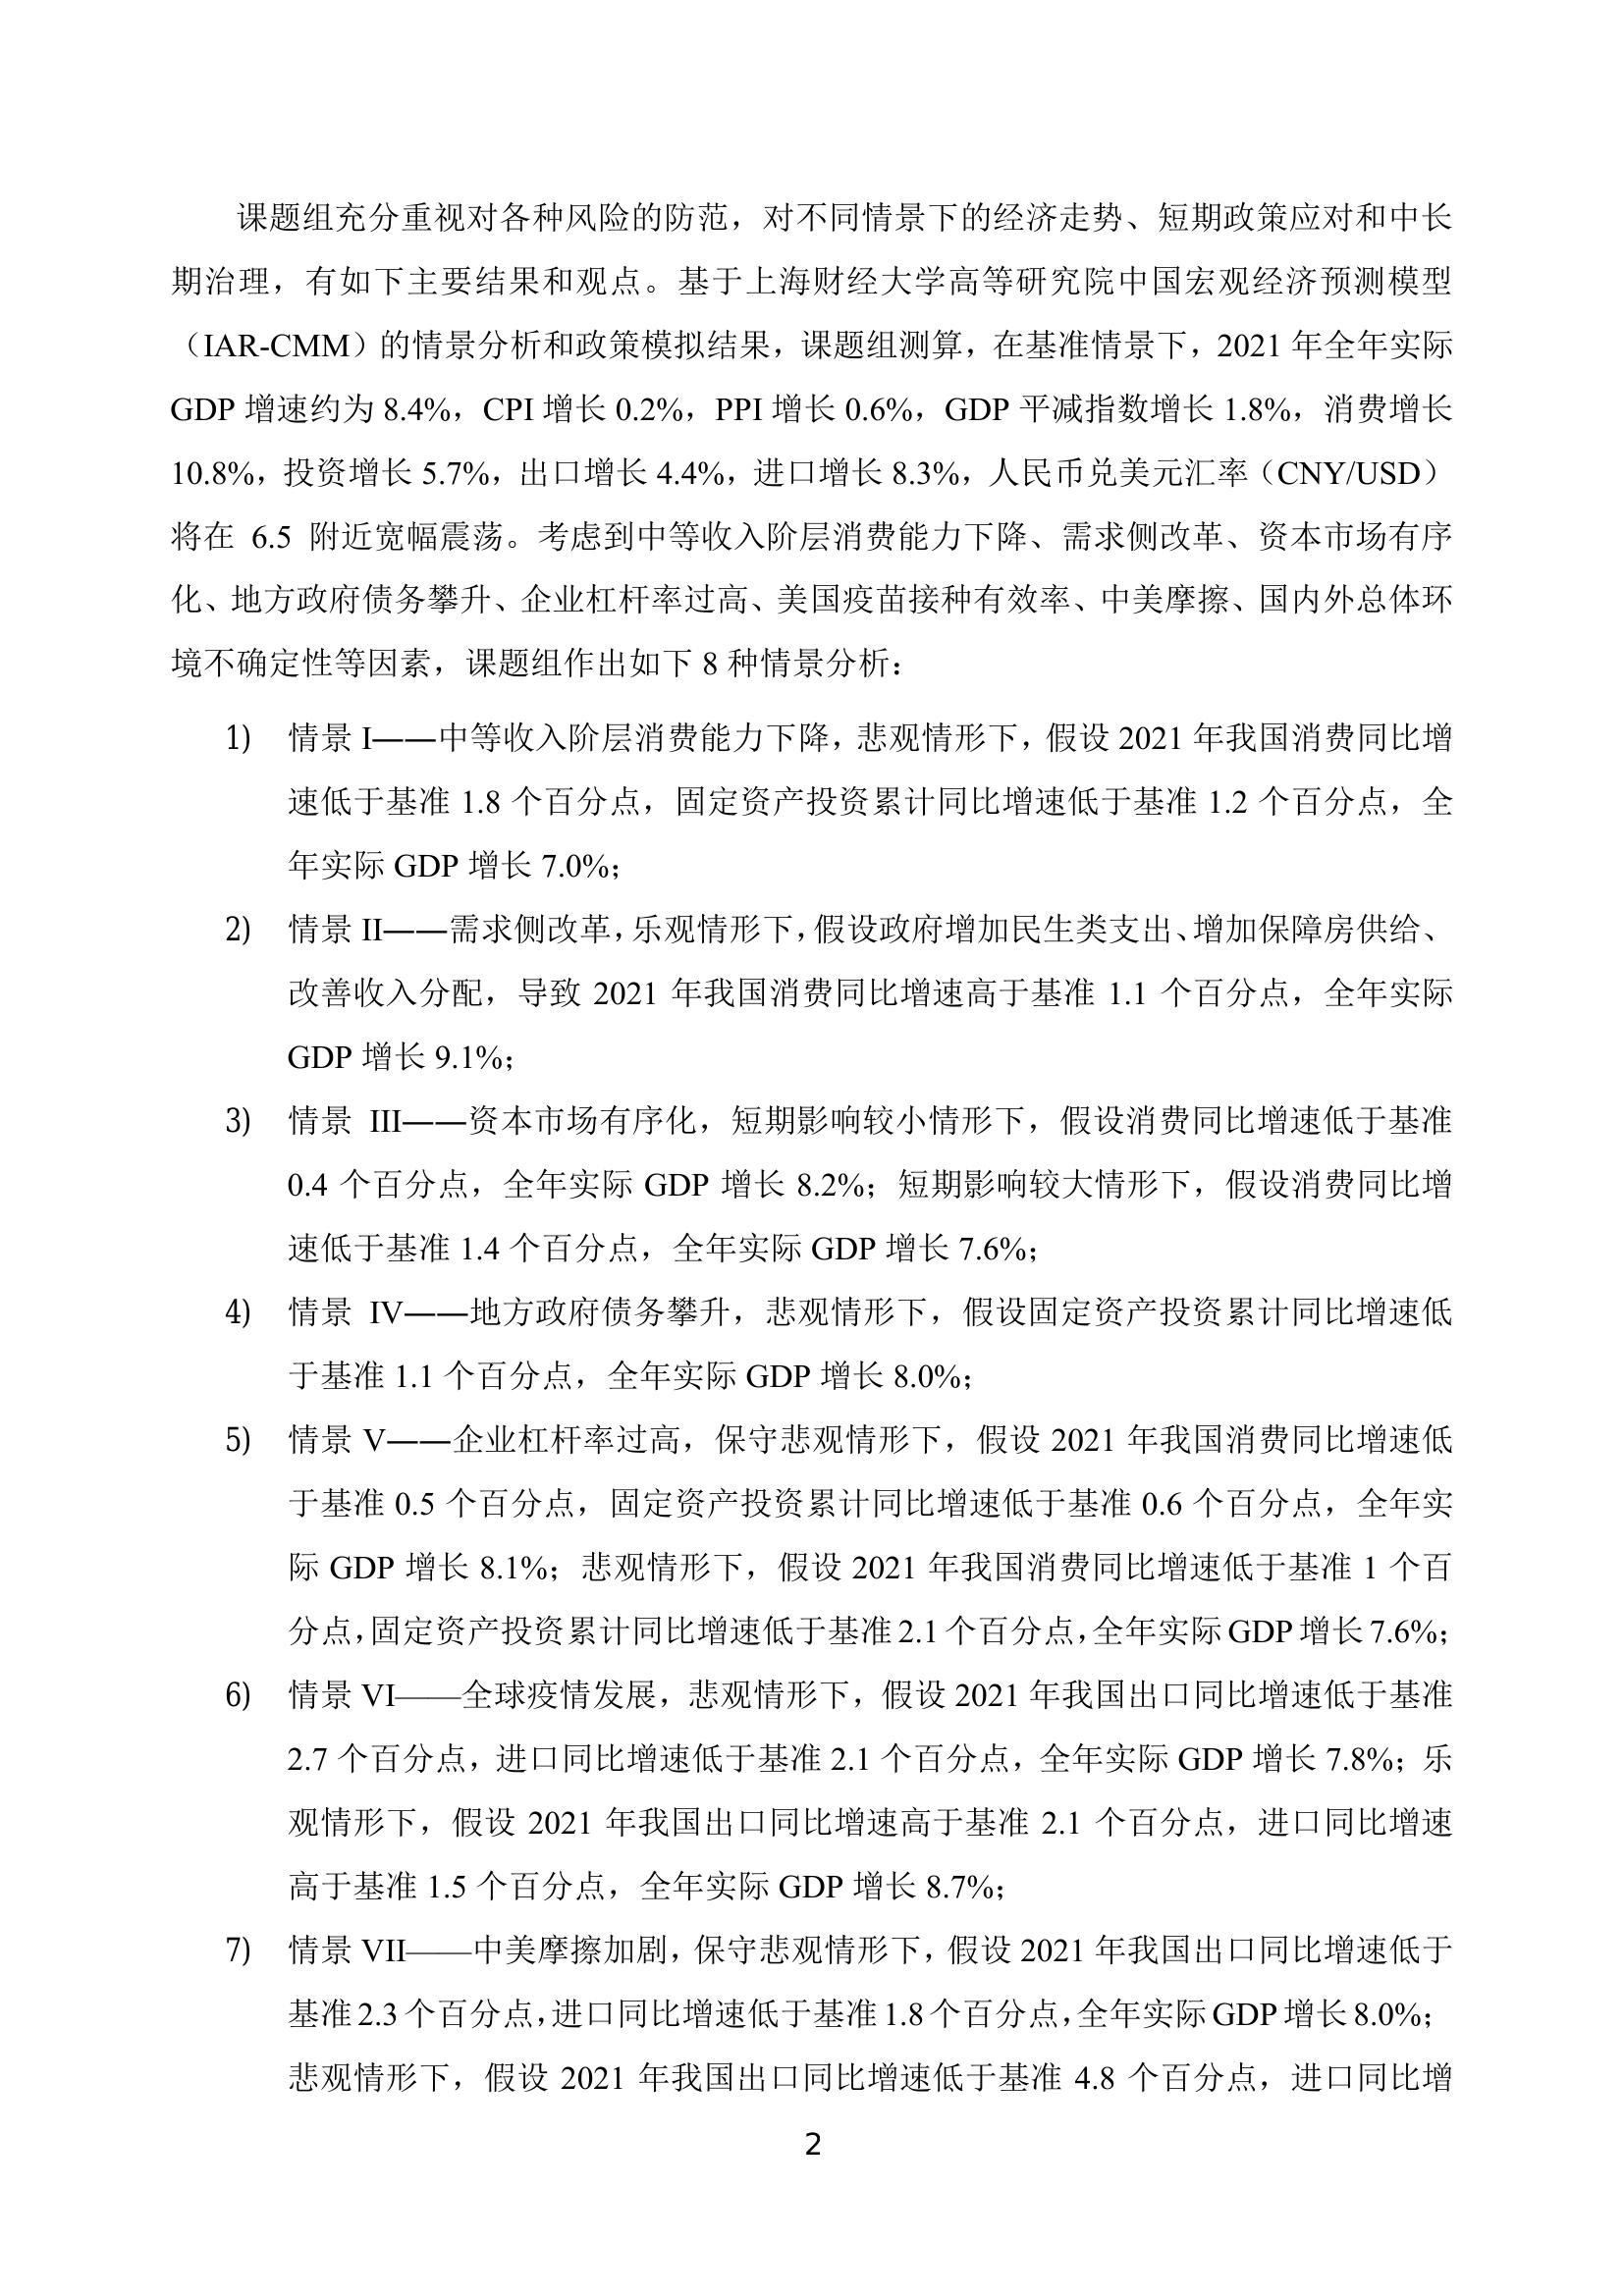 课题组充分重视对各种风险的防范，对不同情景下的经济走势、短期政策应对和中长
期治理，有如下主要结果和观点。基于上海财经大学高等研究院中国宏观经济预测模型
（IAR-CMM）的情景分析和政策模拟结果，课题组测算，在基准情景下，2021 年全年实际
GDP 增速约为 8.4%，CPI 增长 0.2%，PPI 增长 0.6%，GDP 平减指数增长 1.8%，消费增长
10.8%，投资增长 5.7%，出口增长 4.4%，进口增长 8.3%，人民币兑美元汇率（CNY/USD）
将在 6.5 附近宽幅震荡。考虑到中等收入阶层消费能力下降、需求侧改革、资本市场有序
化、地方政府债务攀升、企业杠杆率过高、美国疫苗接种有效率、中美摩擦、国内外总体环
境不确定性等因素，课题组作出如下 8 种情景分析：
1) 情景 I——中等收入阶层消费能力下降，悲观情形下，假设 2021 年我国消费同比增
速低于基准 1.8 个百分点，固定资产投资累计同比增速低于基准 1.2 个百分点，全
年实际 GDP 增长 7.0%；
2) 情景 II——需求侧改革，乐观情形下，假设政府增加民生类支出、增加保障房供给、
改善收入分配，导致 2021 年我国消费同比增速高于基准 1.1 个百分点，全年实际
GDP 增长 9.1%；
3) 情景 III——资本市场有序化，短期影响较小情形下，假设消费同比增速低于基准
0.4 个百分点，全年实际 GDP 增长 8.2%；短期影响较大情形下，假设消费同比增
速低于基准 1.4 个百分点，全年实际 GDP 增长 7.6%；
4) 情景 IV——地方政府债务攀升，悲观情形下，假设固定资产投资累计同比增速低
于基准 1.1 个百分点，全年实际 GDP 增长 8.0%；
5) 情景 V——企业杠杆率过高，保守悲观情形下，假设 2021 年我国消费同比增速低
于基准 0.5 个百分点，固定资产投资累计同比增速低于基准 0.6 个百分点，全年实
际 GDP 增长 8.1%；悲观情形下，假设 2021 年我国消费同比增速低于基准 1 个百
分点，固定资产投资累计同比增速低于基准 2.1 个百分点，全年实际 GDP 增长 7.6%；
6) 情景 VI——全球疫情发展，悲观情形下，假设 2021 年我国出口同比增速低于基准
2.7 个百分点，进口同比增速低于基准 2.1 个百分点，全年实际 GDP 增长 7.8%；乐
观情形下，假设 2021 年我国出口同比增速高于基准 2.1 个百分点，进口同比增速
高于基准 1.5 个百分点，全年实际 GDP 增长 8.7%；
7) 情景 VII——中美摩擦加剧，保守悲观情形下，假设 2021 年我国出口同比增速低于
基准 2.3 个百分点，进口同比增速低于基准 1.8 个百分点，全年实际 GDP 增长 8.0%；
悲观情形下，假设 2021 年我国出口同比增速低于基准 4.8 个百分点，进口同比增
2